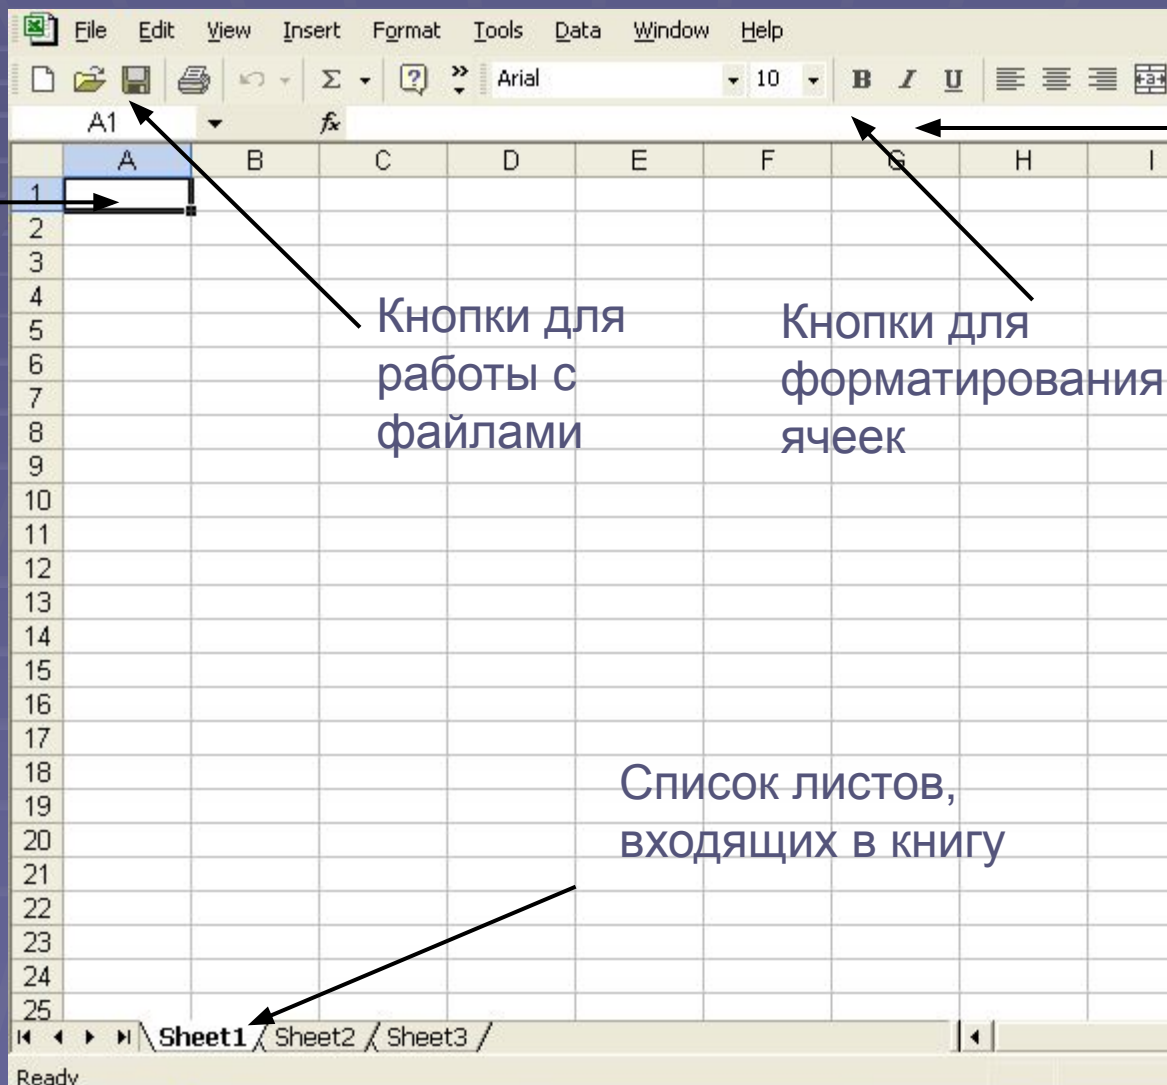 File Edit View Insert Format Tools Data Window Help
Σ ? » Arial 10 B I U a
A1 fx
A B C D E F G H I
1
2
3
4
Кнопки для
Кнопки для
5
6
работы с
форматирования
7
8
файлами
ячеек
9
10
11
12
13
14
15
16
17
18
Список листов,
19
20
входящих в книгу
21
22
23
24
25
Sheet1 Sheet2 Sheet3
Ready